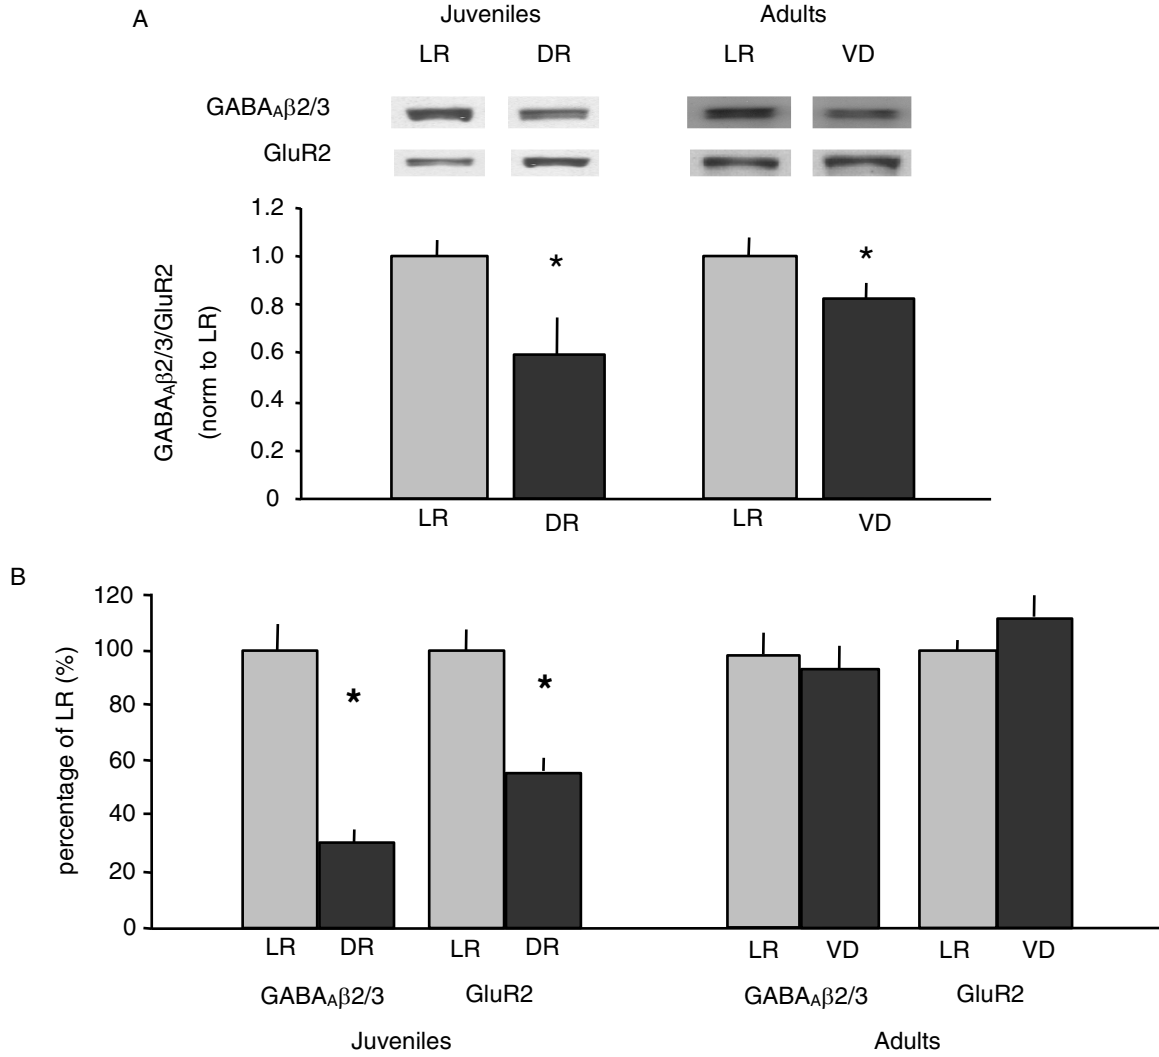 A
Juveniles Adults
LR DR LR VD
GABAAβ2/3
GluR2
GABAAβ2/3/GluR2
(norm to LR)
1.2
1.0
0.8
0.6
0.4
0.2
0
* *
LR DR LR VD
B
percentage of LR (%)
120
100
80
60
40
20
0
* *
LR DR LR DR LR VD LR VD
GABAAβ2/3 GluR2 GABAAβ2/3 GluR2
Juveniles Adults